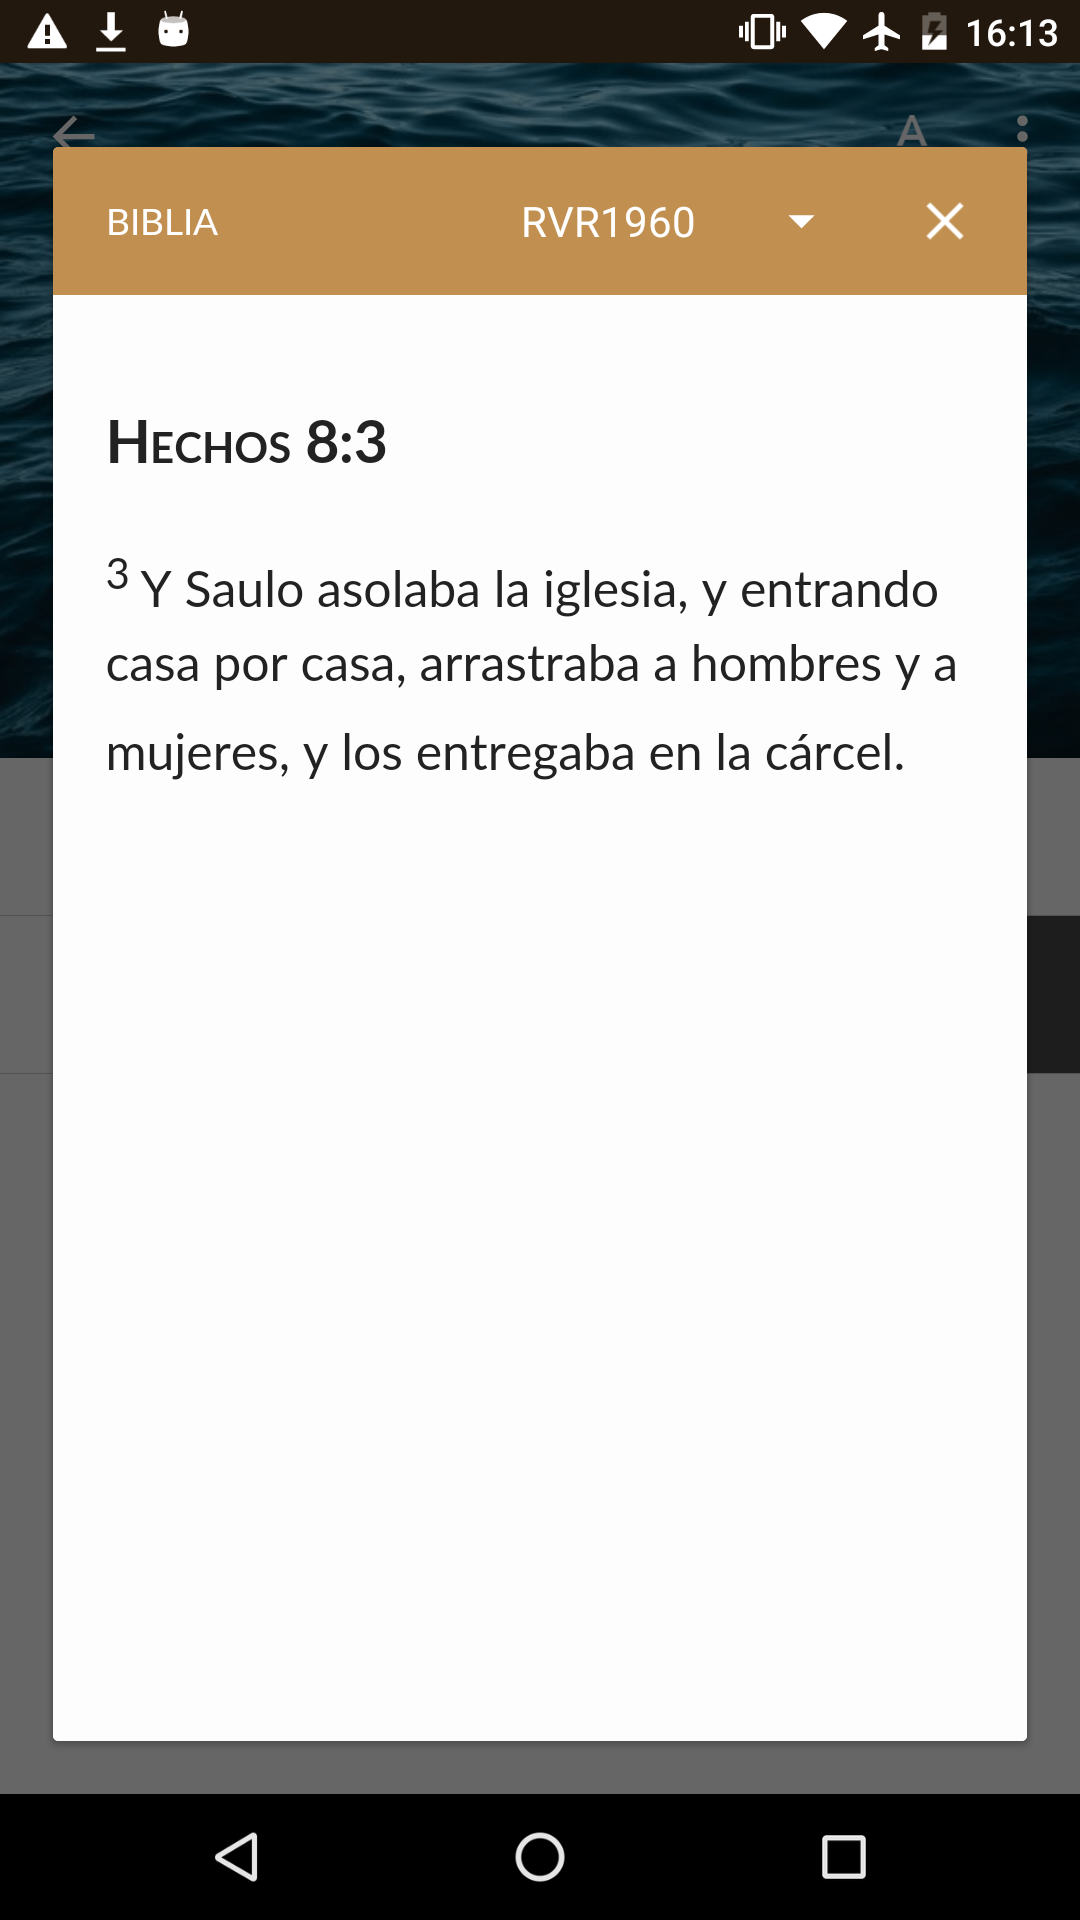 16:13
A
BIBLIA RVR1960
Hechos 8:3
3 Y Saulo asolaba la iglesia, y entrando
casa por casa, arrastraba a hombres y a
mujeres, y los entregaba en la cárcel.